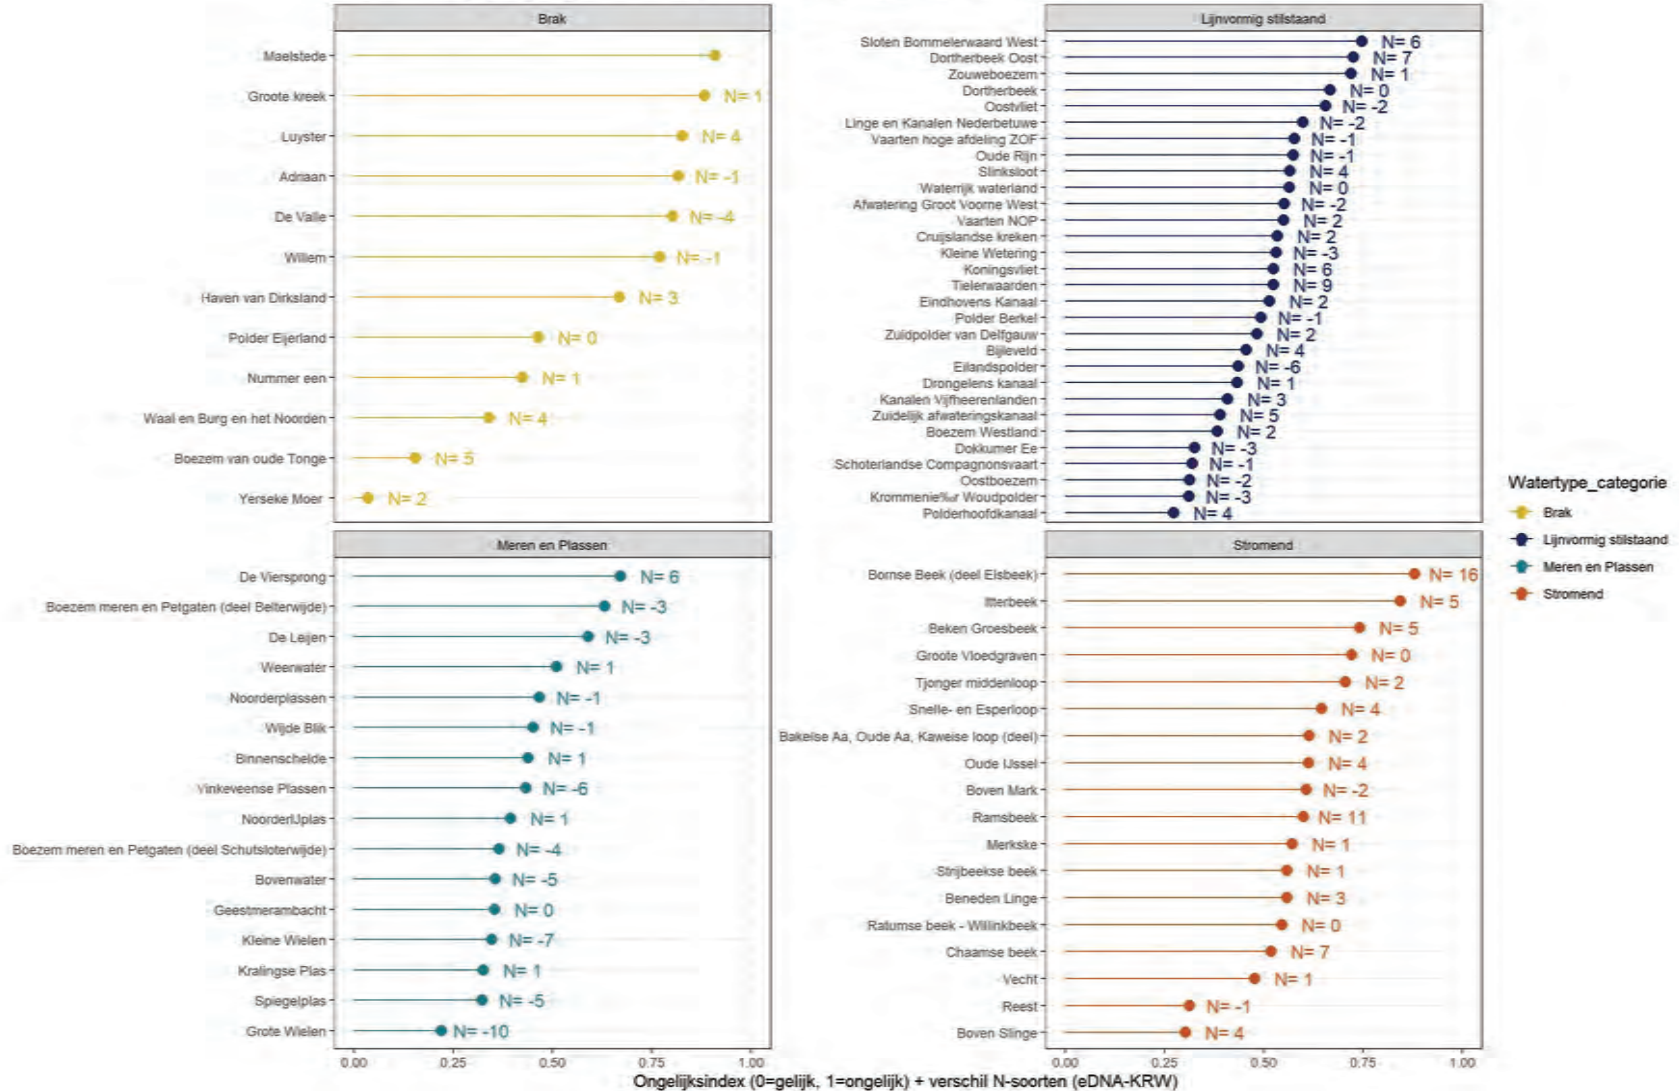 Brak
Maelstede
Groote kreek N= 1
Luyster N= 4
Adriaan N= -1
De Valle N= -4
Willem N= -1
Haven van Dirksland N= 3
Polder Eijerland N= 0
Nummer een N= 1
Waal en Burg en het Noorden N= 4
Boezem van oude Tonge N= 5
Yerseke Moer N= 2
Lijnvormig stilstaand
Sloten Bommelerwaard West N= 6
Dortherbeek Oost N= 7
Zouweboezem N= 1
Dortherbeek N= 0
Oostvliet N= -2
Linge en Kanalen Nederbetuwe N= -2
Vaarten hoge afdeling ZOF N= -1
Oude Rijn N= -1
Slinksloot N= 4
Waterrijk waterland N= 0
Afwatering Groot Voorne West N= -2
Vaarten NOP N= 2
Cruijslandse kreken N= 2
Kleine Wetering N= -3
Koningsvliet N= 6
Tielerwaarden N= 9
Eindhovens Kanaal N= 2
Polder Berkel N= -1
Zuidpolder van Delfgauw N= 2
Bijleveld N= 4
Eilandspolder N= -6
Drongelens kanaal N= 1
Kanalen Vijfheerenlanden N= 3
Zuidelijk afwateringskanaal N= 5
Boezem Westland N= 2
Dokkumer Ee N= -3
Schoterlandse Compagnonsvaart N= -1
Oostboezem N= -2
Krommenie‰r Woudpolder N= -3
Polderhoofdkanaal N= 4
Meren en Plassen
De Viersprong N= 6
Boezem meren en Petgaten (deel Belterwijde) N= -3
De Leijen N= -3
Weerwater N= 1
Noorderplassen N= -1
Wijde Blik N= -1
Binnenschelde N= 1
Vinkeveense Plassen N= -6
NoorderIJplas N= 1
Boezem meren en Petgaten (deel Schutsloterwijde) N= -4
Bovenwater N= -5
Geestmerambacht N= 0
Kleine Wielen N= -7
Kralingse Plas N= 1
Spiegelplas N= -5
Grote Wielen N= -10
0.00 0.25 0.50 0.75 1.00
Stromend
Bornse Beek (deel Elsbeek) N= 16
Itterbeek N= 5
Beken Groesbeek N= 5
Groote Vloedgraven N= 0
Tjonger middenloop N= 2
Snelle- en Esperloop N= 4
Bakelse Aa, Oude Aa, Kaweise loop (deel) N= 2
Oude IJssel N= 4
Boven Mark N= -2
Ramsbeek N= 11
Merkske N= 1
Strijbeekse beek N= 1
Beneden Linge N= 3
Ratumse beek - Willinkbeek N= 0
Chaamse beek N= 7
Vecht N= 1
Reest N= -1
Boven Slinge N= 4
0.00 0.25 0.50 0.75 1.00
Ongelijksindex (0=gelijk, 1=ongelijk) + verschil N-soorten (eDNA-KRW)
Watertype_categorie
Brak
Lijnvormig stilstaand
Meren en Plassen
Stromend